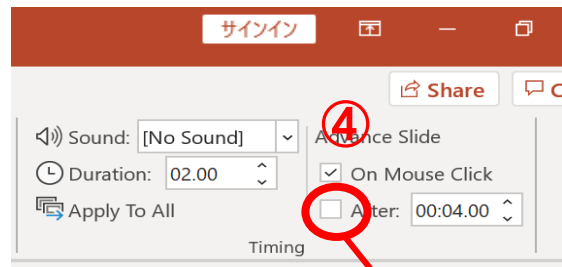 サインイン
Share
④
Sound: [No Sound]
Advance Slide
Duration: 02.00
On Mouse Click
Apply To All
After: 00:04.00
Timing